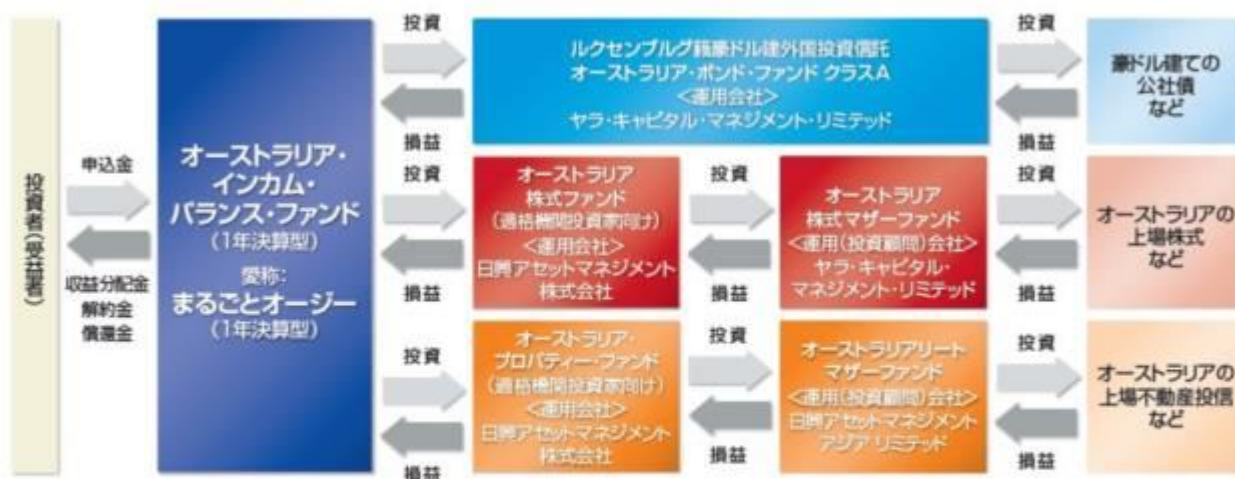 投資者(受益者)
申込金
収益分配金
解約金
償還金
オーストラリア・
インカム・
バランス・ファンド
(1年決算型)
愛称:
まるごとオージー
(1年決算型)
投資
損益
ルクセンブルグ籍豪ドル建外国投資信託
オーストラリア・ボンド・ファンド クラスA
<運用会社>
ヤラ・キャピタル・マネジメント・リミテッド
投資
損益
豪ドル建ての
公社債
など
投資
損益
オーストラリア
株式ファンド
(適格機関投資家向け)
<運用会社>
日興アセットマネジメント
株式会社
投資
損益
オーストラリア
株式マザーファンド
<運用(投資顧問)会社>
ヤラ・キャピタル・
マネジメント・リミテッド
投資
損益
オーストラリアの
上場株式
など
投資
損益
オーストラリア・
プロパティー・ファンド
(適格機関投資家向け)
<運用会社>
日興アセットマネジメント
株式会社
投資
損益
オーストラリアリート
マザーファンド
<運用(投資顧問)会社>
日興アセットマネジメント
アジア リミテッド
投資
損益
オーストラリアの
上場不動産投信
など